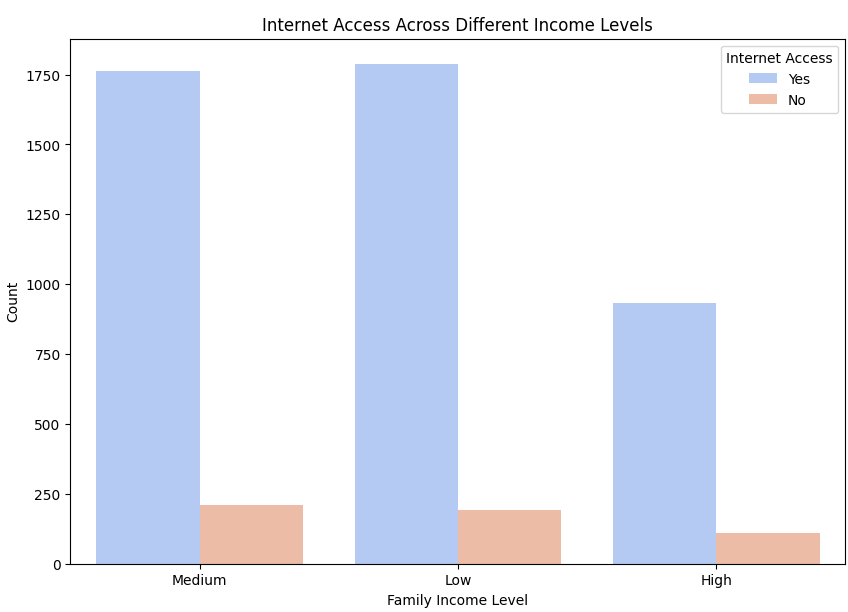 Internet Access Across Different Income Levels
Internet Access
Yes
No
1750
1500
1250
1000
750
500
250
0
Count
Medium
Low
High
Family Income Level